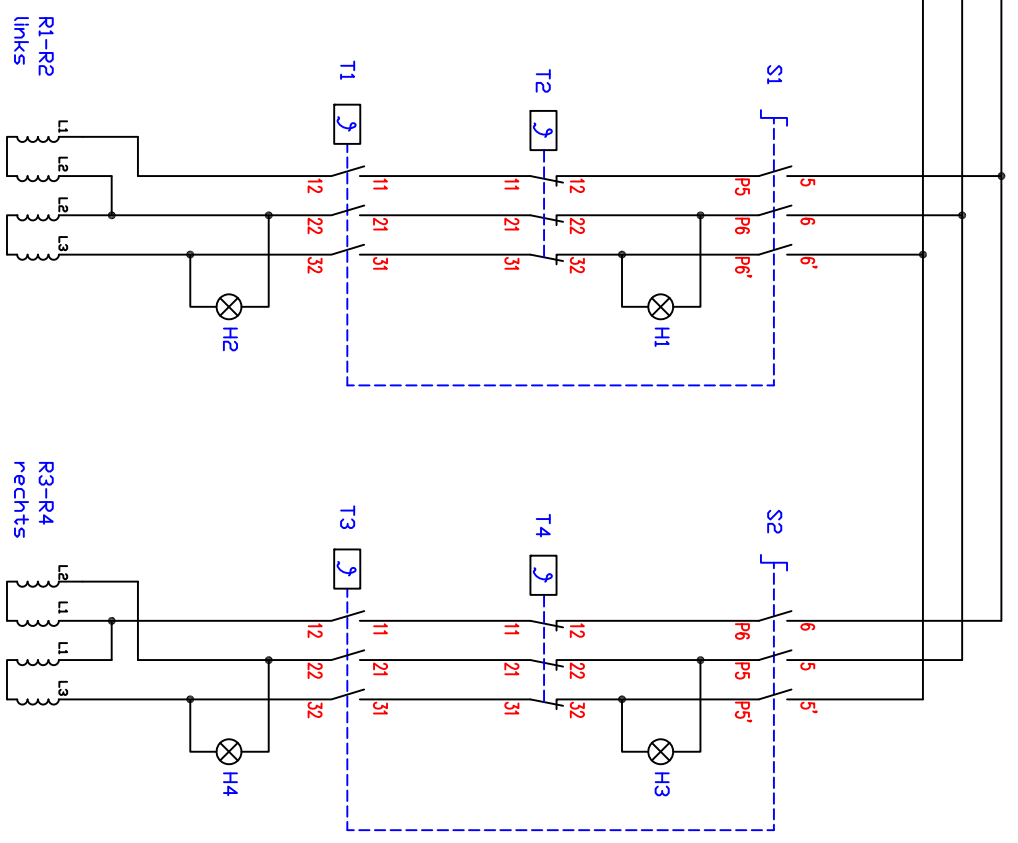 5 6 6' 6 5 5'
S1 S2
P5 P6 P6' P6 P5 P5'
H1 H3
12 22 32 12 22 32
T2 ϑ T4 ϑ
11 21 31 11 21 31
11 21 31 11 21 31
T1 ϑ T3 ϑ
12 22 32 12 22 32
H2 H4
L1 L2 L2 L3 L2 L1 L1 L3
R1-R2 R3-R4
links rechts